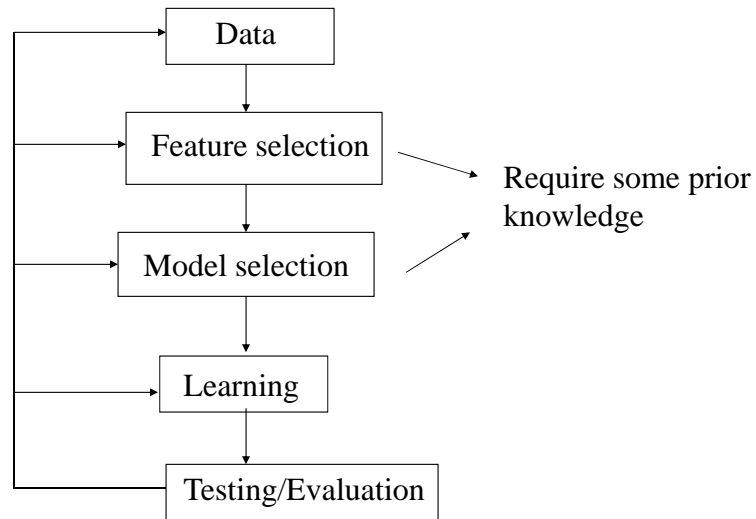 Data
Feature selection
Require some prior
knowledge
Model selection
Learning
Testing/Evaluation